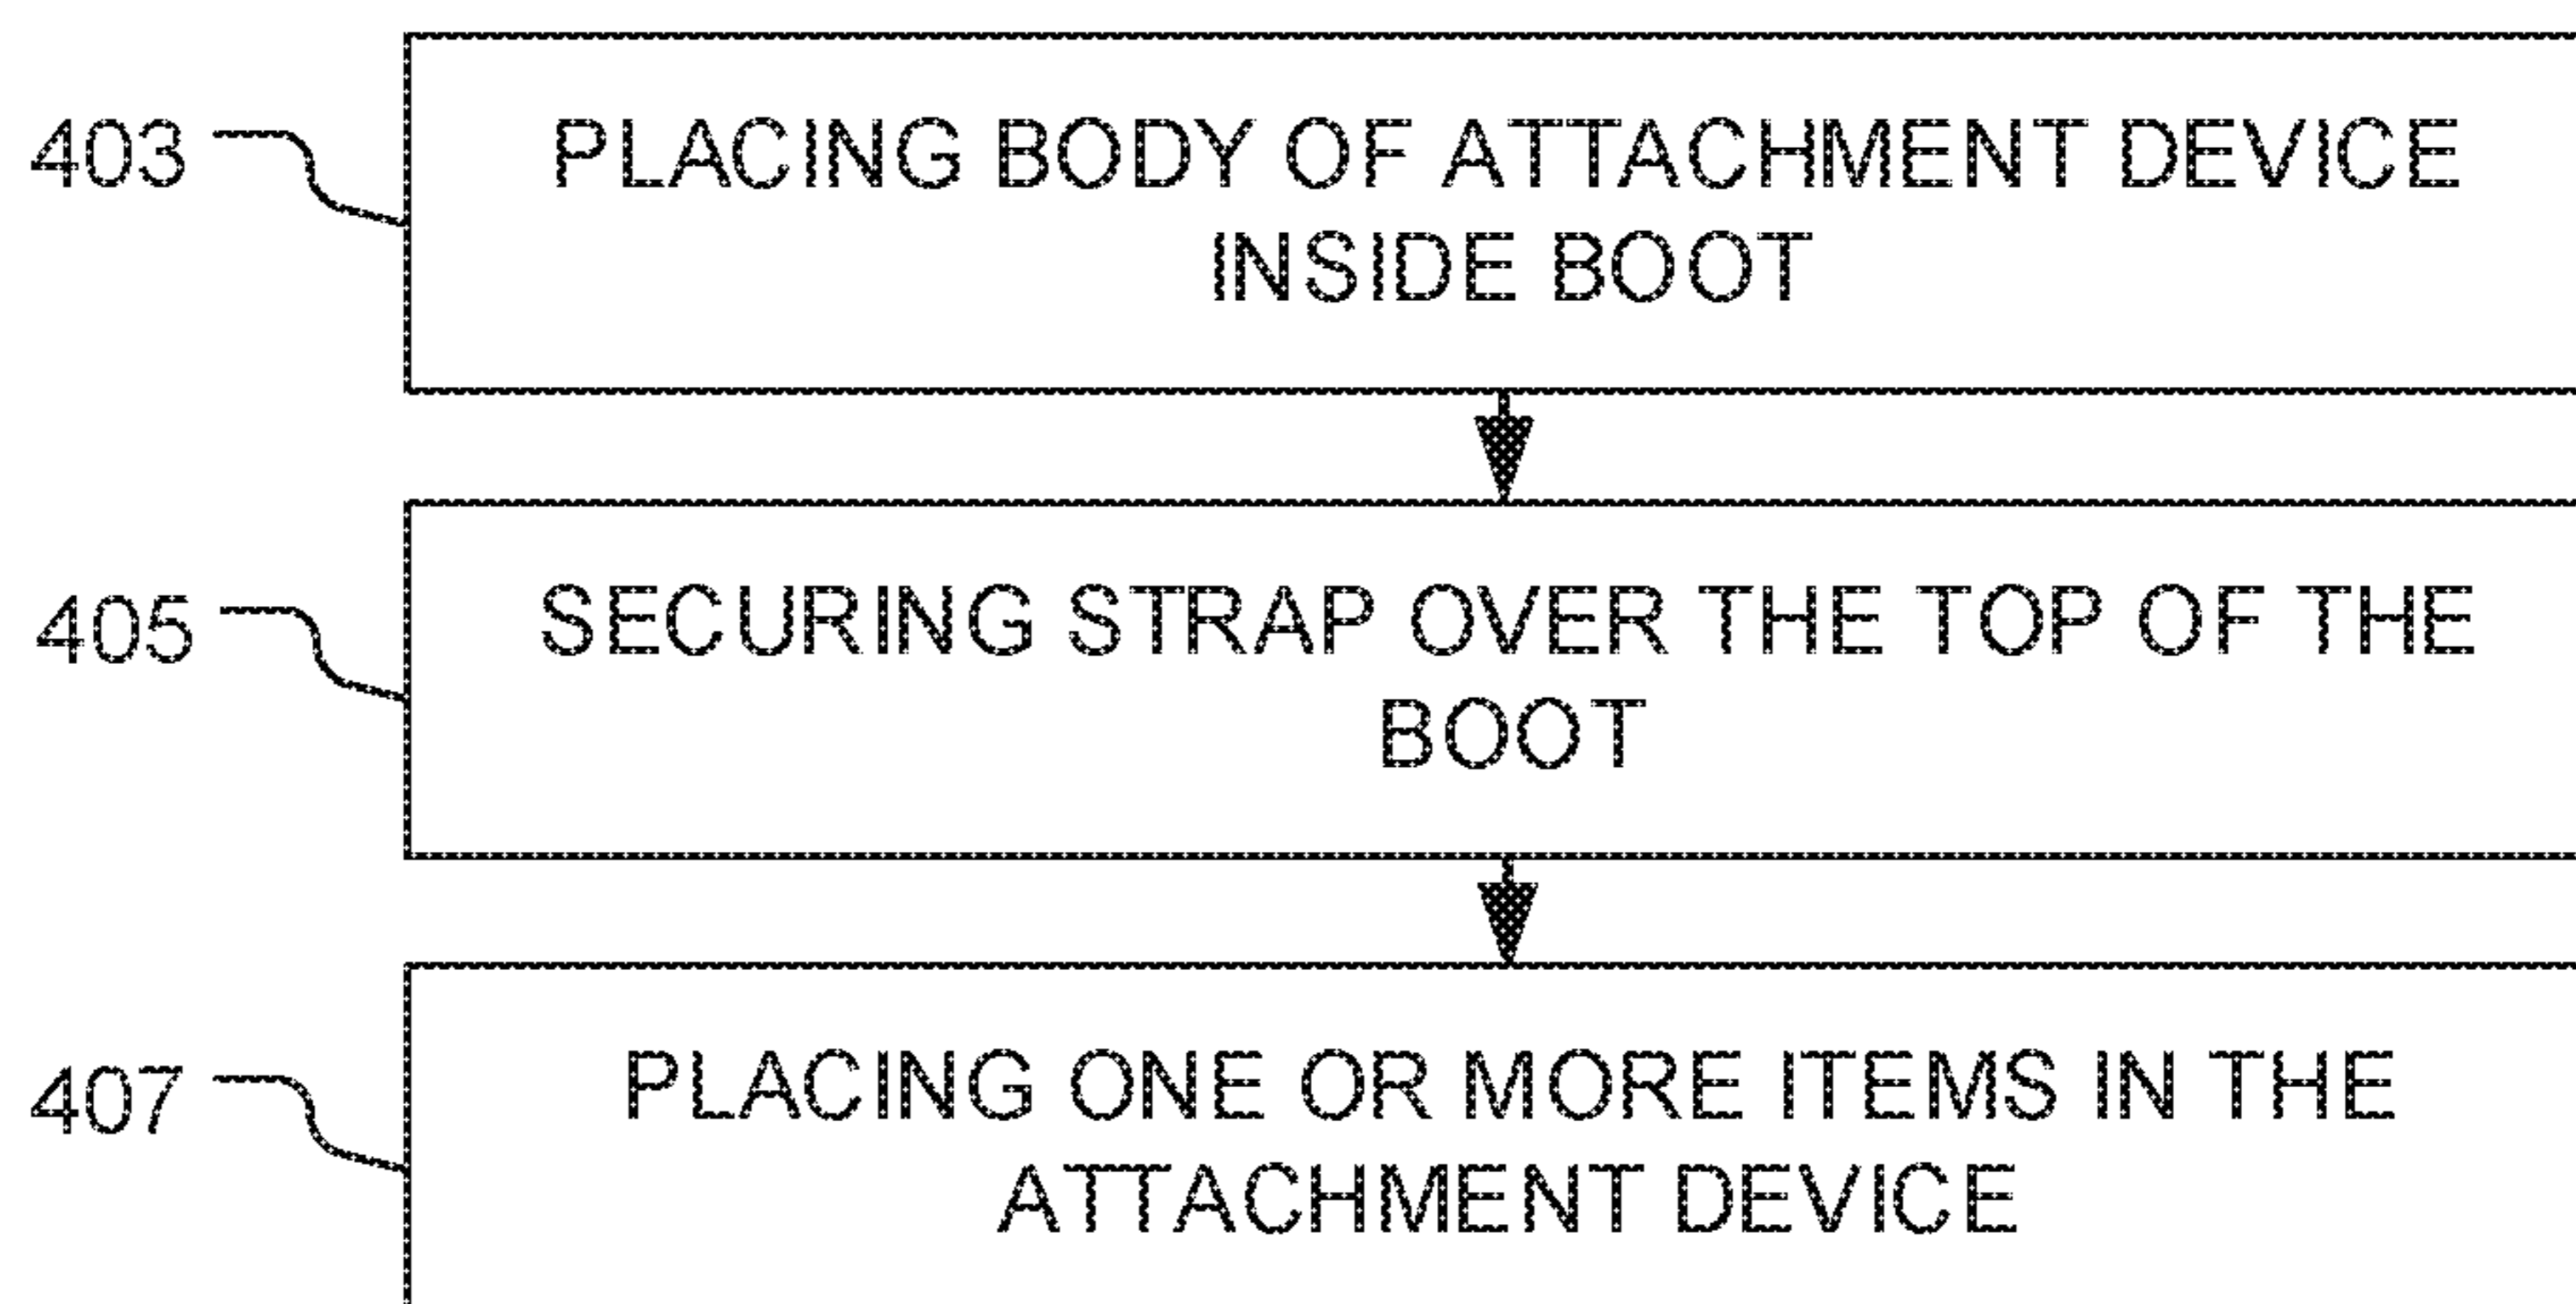 403
PLACING BODY OF ATTACHMENT DEVICE
INSIDE BOOT
405
SECURING STRAP OVER THE TOP OF THE
BOOT
407
PLACING ONE OR MORE ITEMS IN THE
ATTACHMENT DEVICE